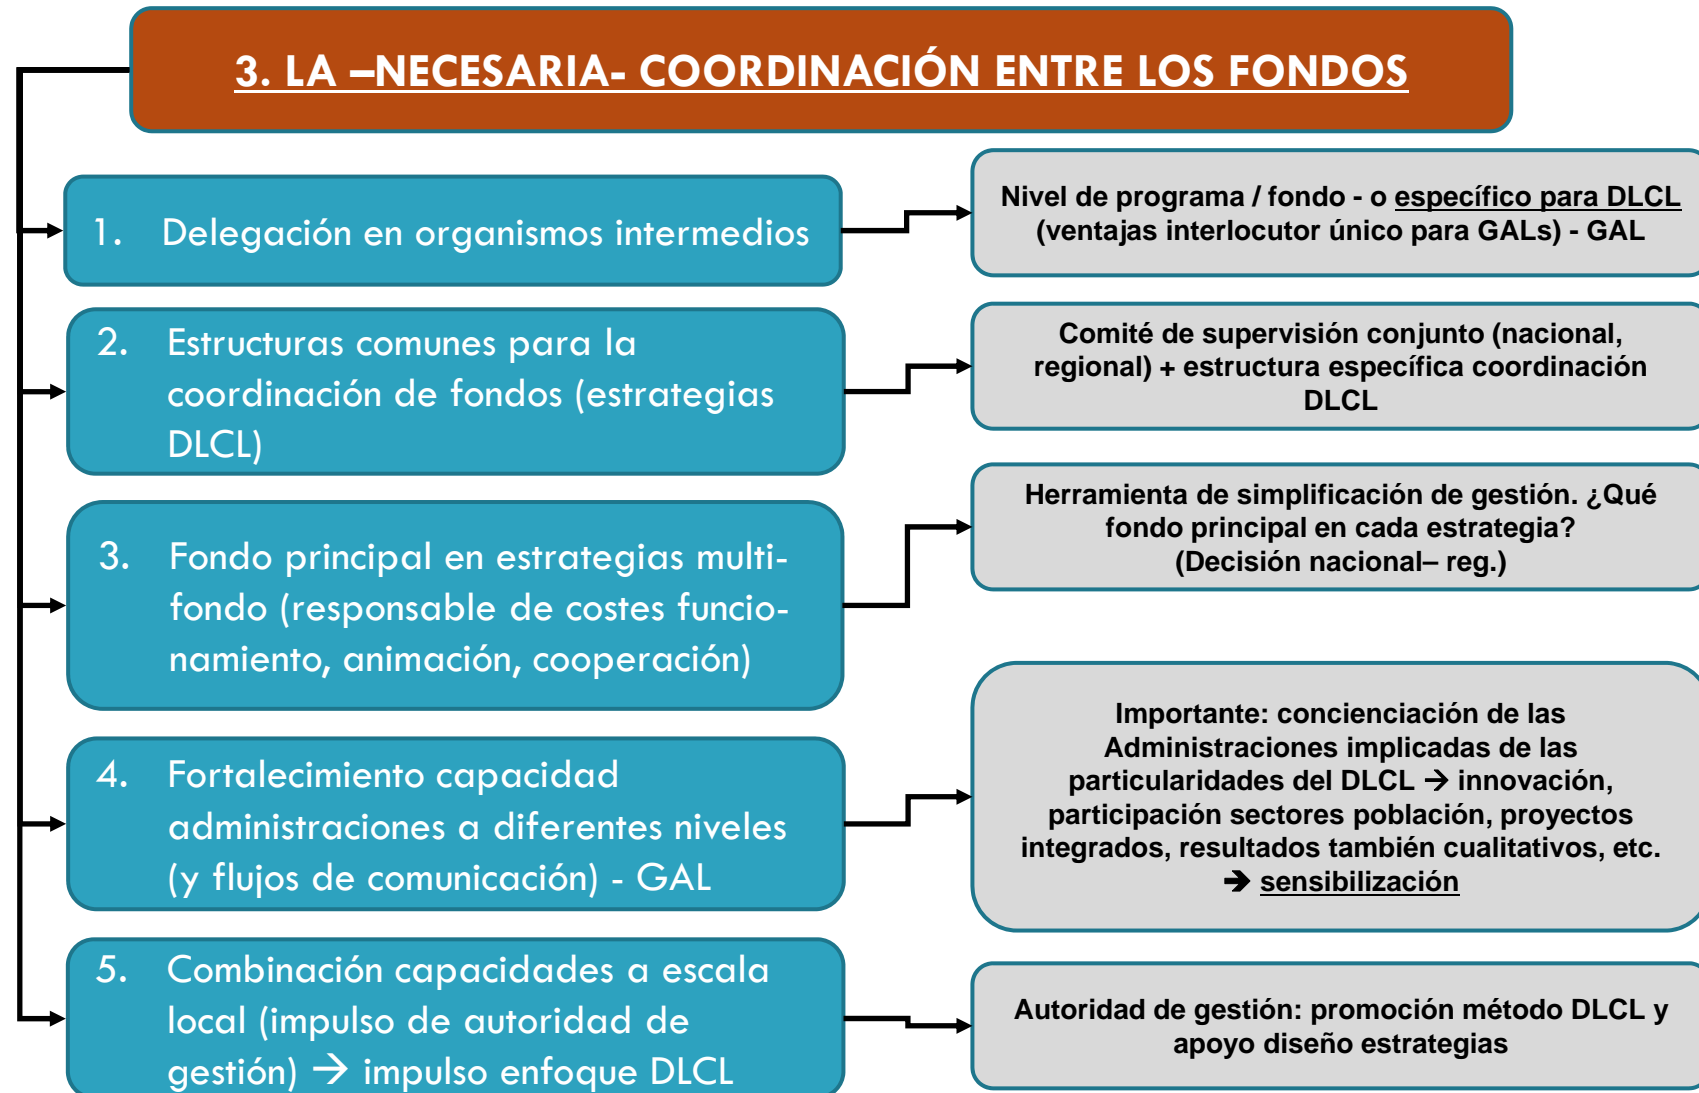 3. LA –NECESARIA- COORDINACIÓN ENTRE LOS FONDOS
1. Delegación en organismos intermedios
Nivel de programa / fondo - o específico para DLCL
(ventajas interlocutor único para GALs) - GAL
2. Estructuras comunes para la
coordinación de fondos (estrategias
DLCL)
Comité de supervisión conjunto (nacional,
regional) + estructura específica coordinación
DLCL
3. Fondo principal en estrategias multi-
fondo (responsable de costes funcio-
namiento, animación, cooperación)
Herramienta de simplificación de gestión. ¿Qué
fondo principal en cada estrategia?
(Decisión nacional– reg.)
4. Fortalecimiento capacidad
administraciones a diferentes niveles
(y flujos de comunicación) - GAL
Importante: concienciación de las
Administraciones implicadas de las
particularidades del DLCL → innovación,
participación sectores población, proyectos
integrados, resultados también cualitativos, etc.
→ sensibilización
5. Combinación capacidades a escala
local (impulso de autoridad de
gestión) → impulso enfoque DLCL
Autoridad de gestión: promoción método DLCL y
apoyo diseño estrategias